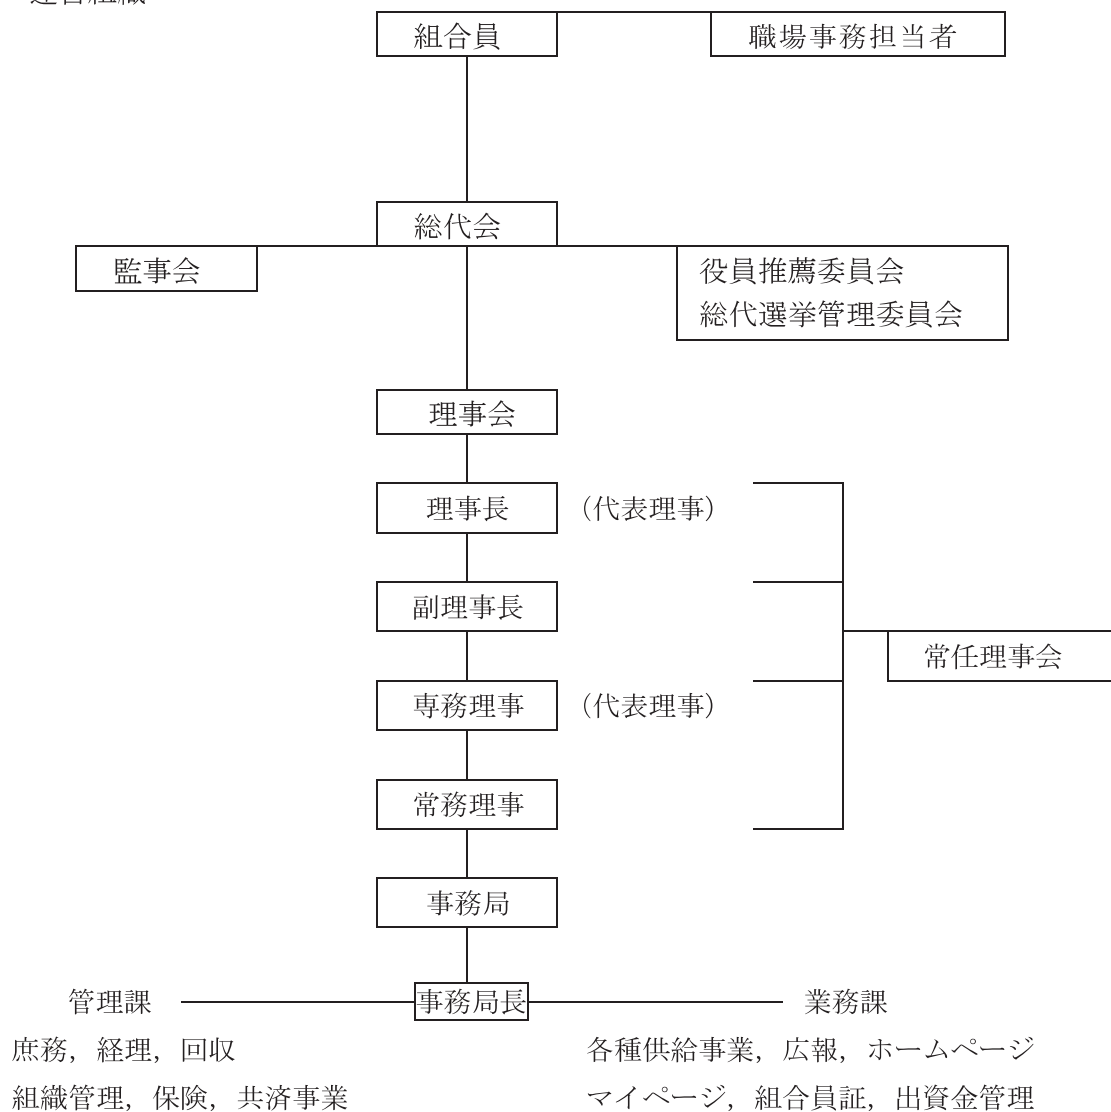 組合員
職場事務担当者
総代会
監事会
役員推薦委員会
総代選挙管理委員会
理事会
理事長
（代表理事）
副理事長
常任理事会
専務理事
（代表理事）
常務理事
事務局
管理課
事務局長
業務課
庶務，経理，回収
各種供給事業，広報，ホームページ
組織管理，保険，共済事業
マイページ，組合員証，出資金管理